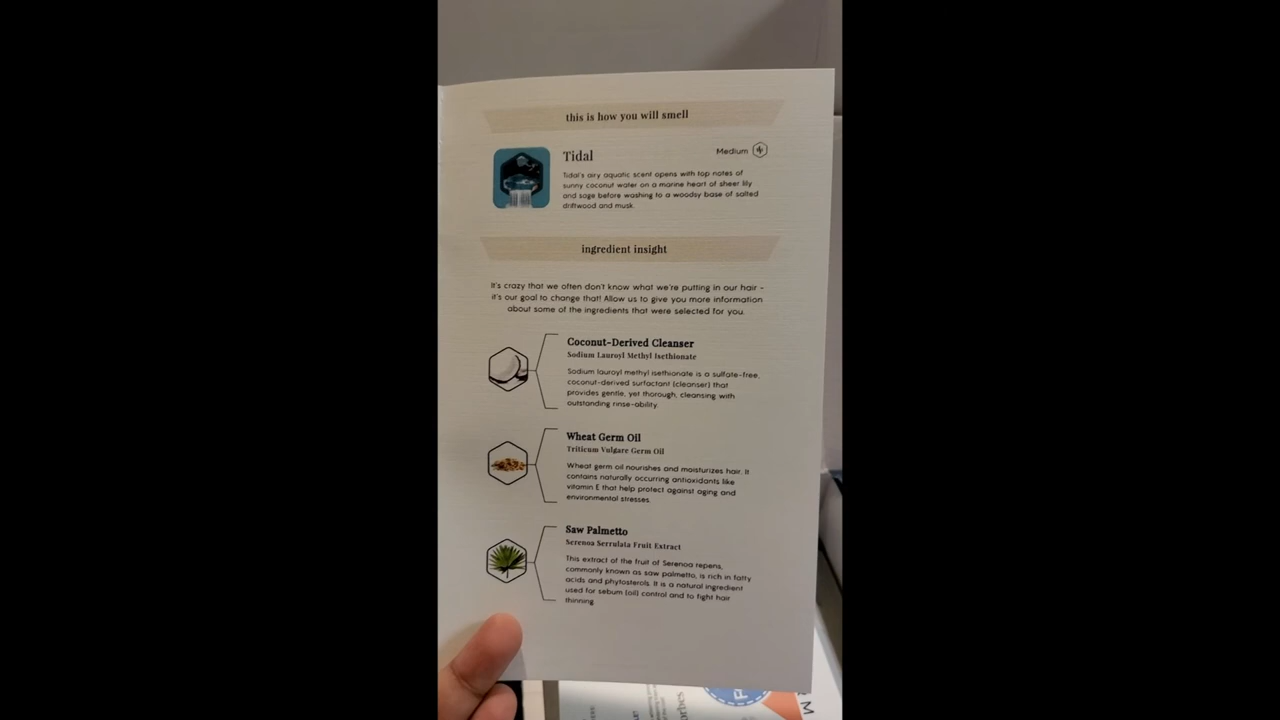 this is how you will smell
Tidal
Medium
Tidal's airy aquatic scent opens with top notes of
sunny coconut water on a marine heart of sheer lily
and sage before washing to a woodsy base of salted
driftwood and musk.
ingredient insight
It's crazy that we often don't know what we're putting in our hair -
it's our goal to change that! Allow us to give you more information
about some of the ingredients that were selected for you.
Coconut-Derived Cleanser
Sodium Lauroyl Methyl Isethionate
Sodium lauroyl methyl isethionate is a sulfate-free,
coconut-derived surfactant (cleanser) that
provides gentle, yet thorough, cleansing with
outstanding rinse-ability.
Wheat Germ Oil
Triticum Vulgare Germ Oil
Wheat germ oil nourishes and moisturizes hair. It
contains naturally occurring antioxidants like
vitamin E that help protect against aging and
environmental stresses.
Saw Palmetto
Serenoa Serrulata Fruit Extract
This extract of the fruit of Serenoa repens,
commonly known as saw palmetto, is rich in fatty
acids and phytosterols. It is a natural ingredient
used for sebum (oil) control and to fight hair
thinning.